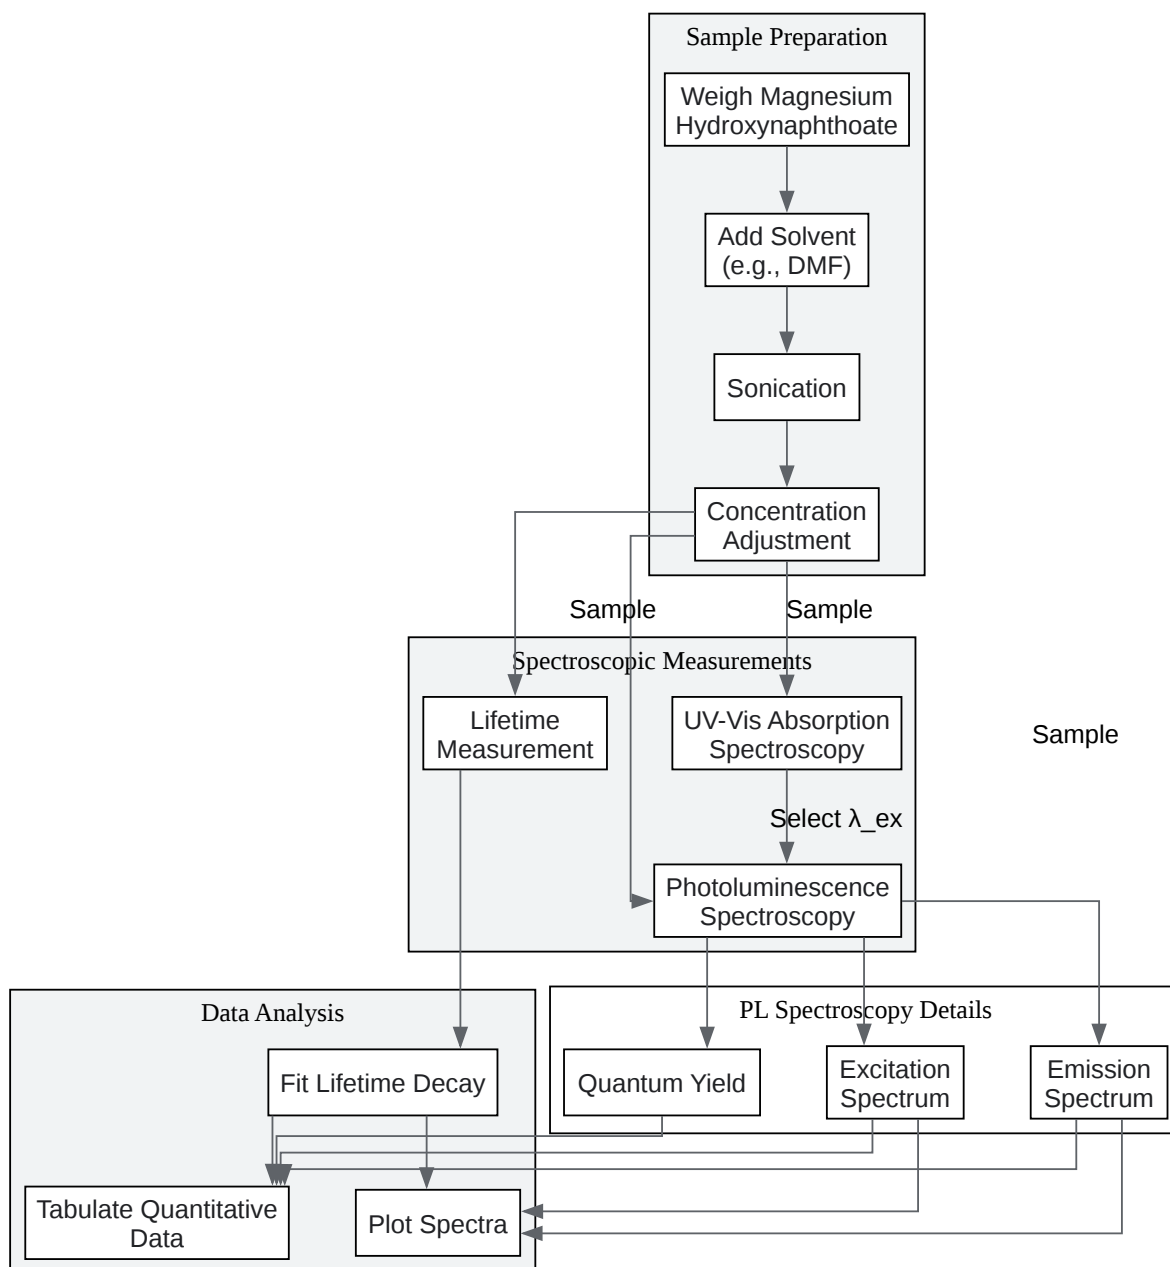 Sample Preparation
Weigh Magnesium
Hydroxynaphthoate
Add Solvent
(e.g., DMF)
Sonication
Concentration
Adjustment
Sample
Sample
Spectroscopic Measurements
Lifetime
Measurement
UV-Vis Absorption
Spectroscopy
Sample
Select λ_ex
Photoluminescence
Spectroscopy
Data Analysis
PL Spectroscopy Details
Fit Lifetime Decay
Quantum Yield
Excitation
Spectrum
Emission
Spectrum
Tabulate Quantitative
Data
Plot Spectra